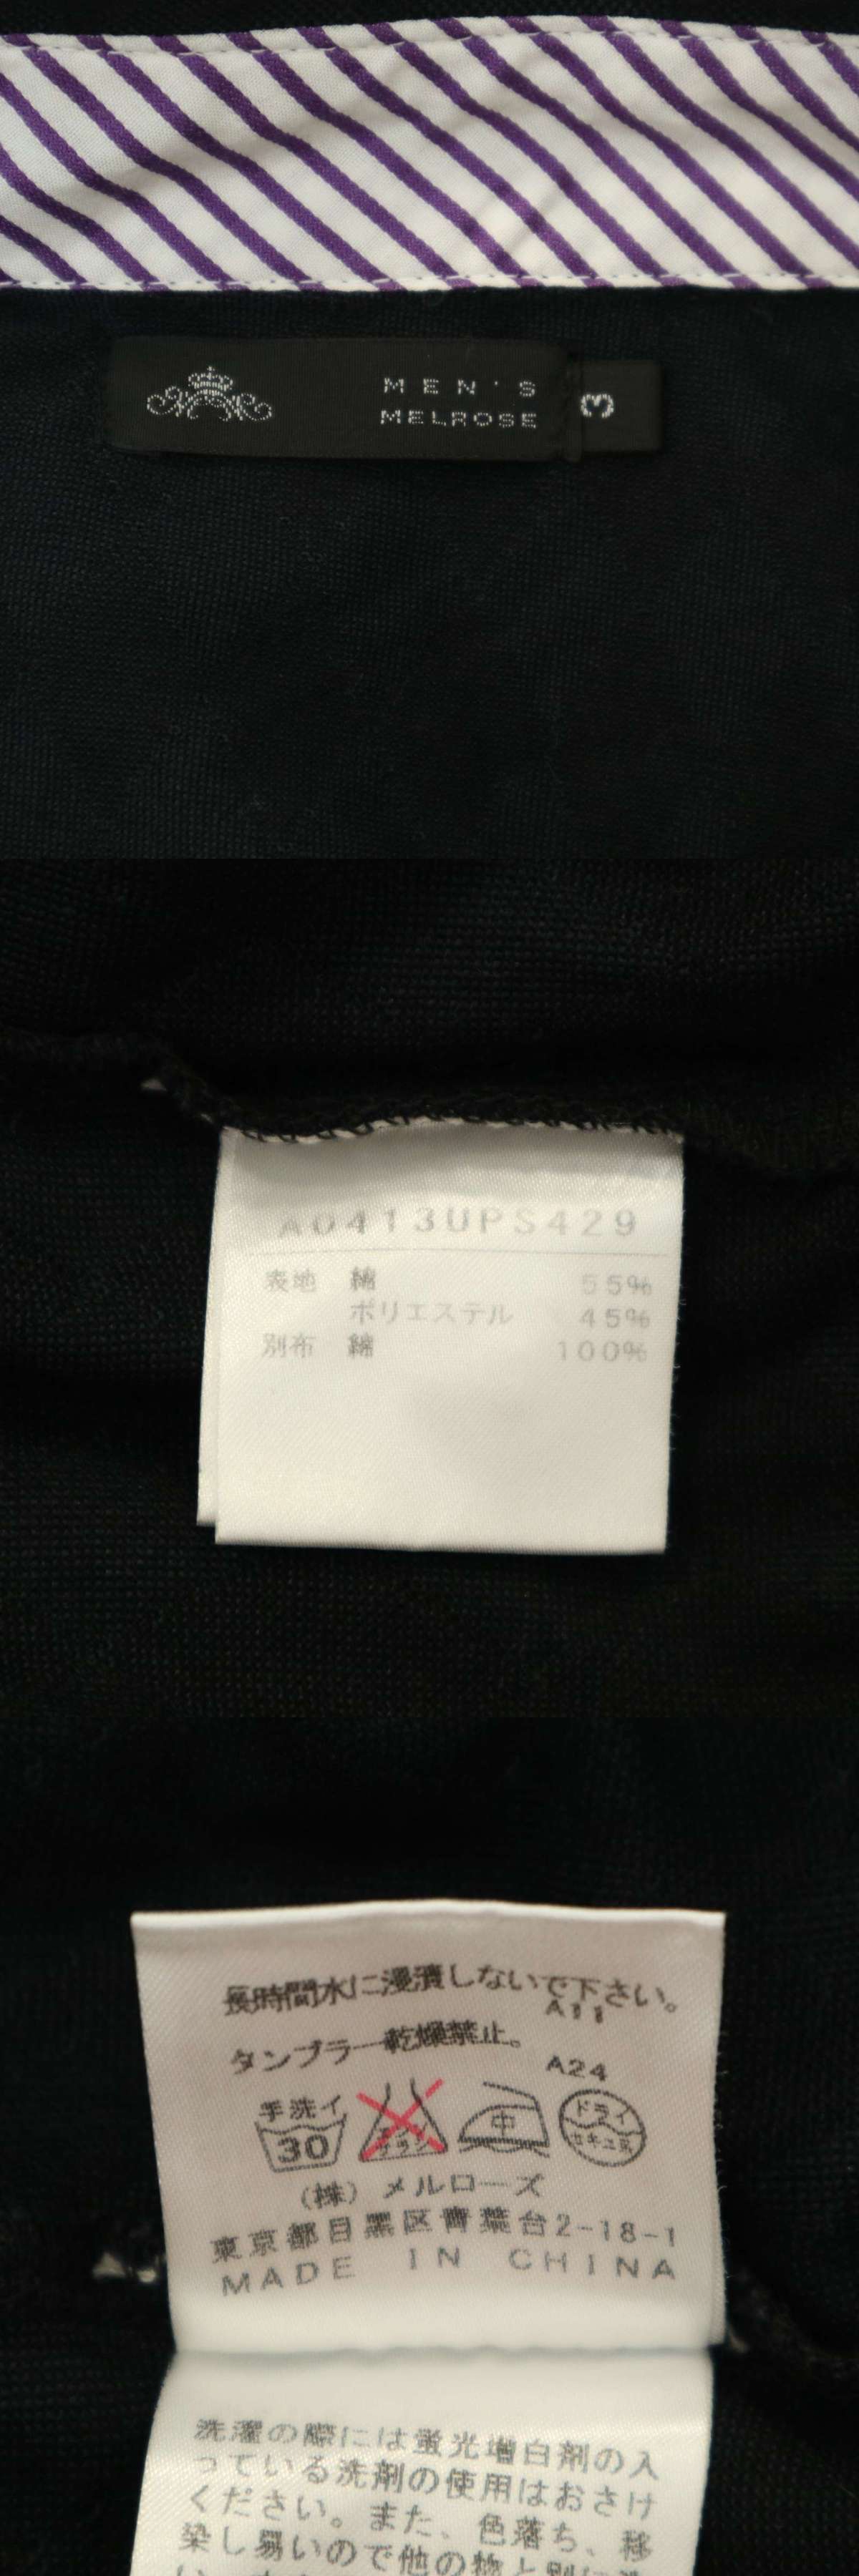 MEN'S
MELROSE
3
A0413UPS429
表地 綿 55%
ポリエステル 45%
別布 綿 100%
長時間水に浸漬しないで下さい。
A11
タンブラー乾燥禁止。
A24
手洗イ
30
中
ドライ
セキユ系
(株)メルローズ
東京都目黒区青葉台2-18-1
MADE IN CHINA
洗濯の際には蛍光増白剤の入
っている洗剤の使用はおさけ
ください。また、色落ち、移
染し易いので他の物と別に洗